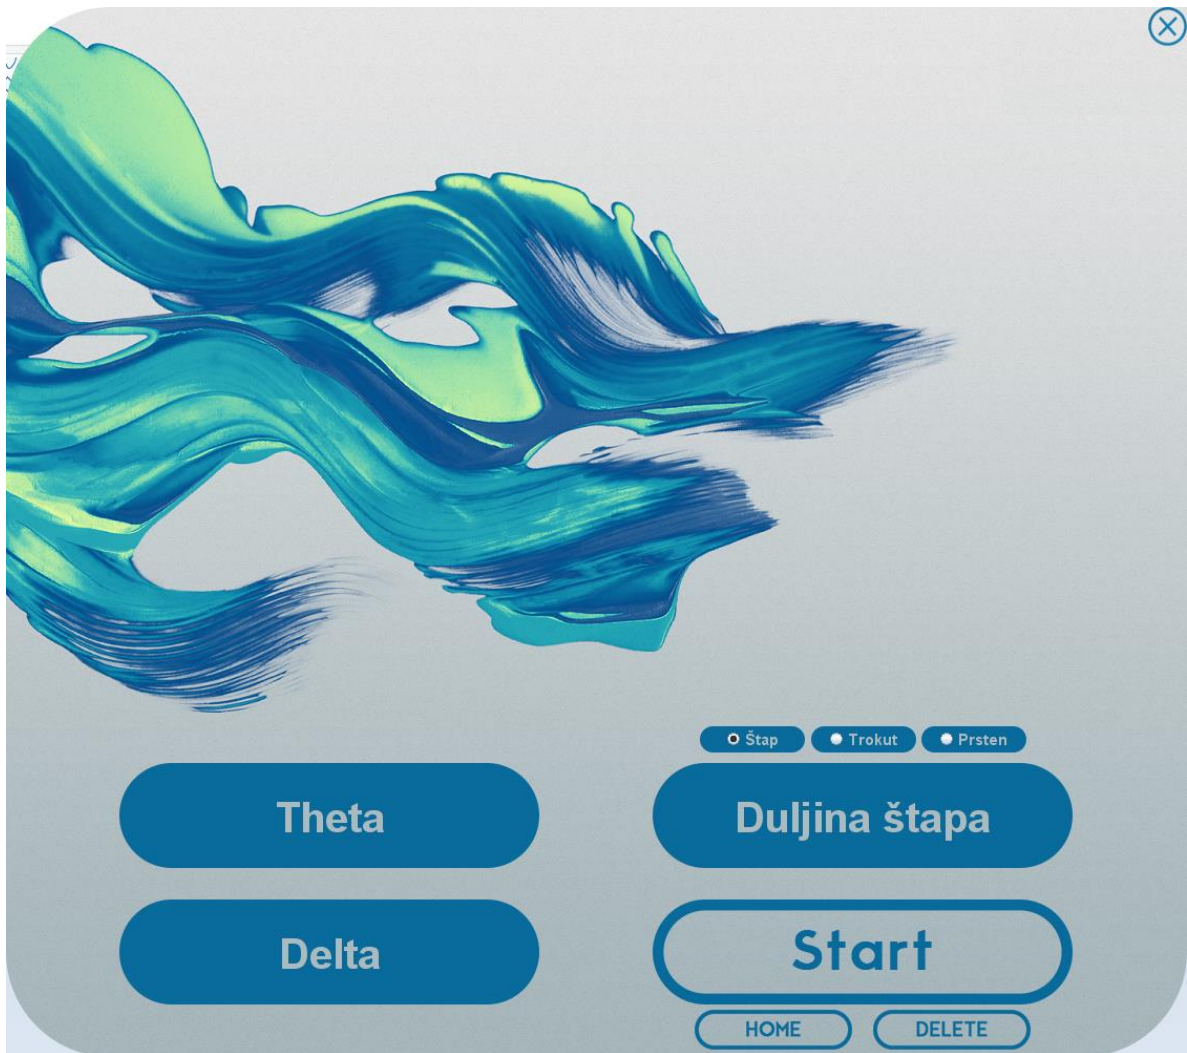 Štap Trokut Prsten
Theta
Duljina štapa
Delta
Start
HOME DELETE